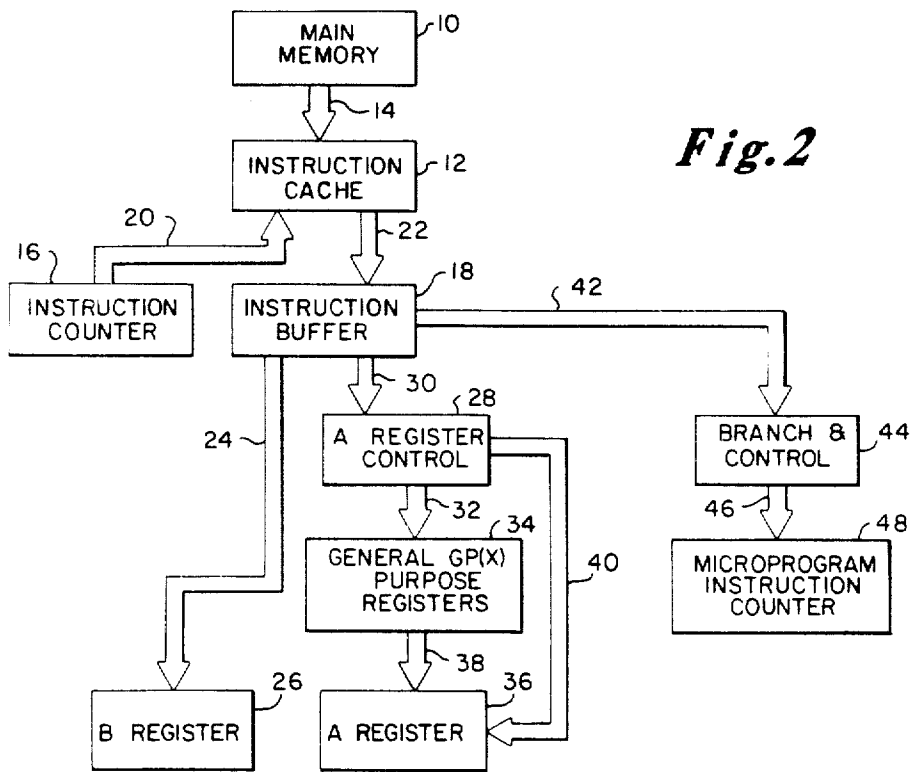 MAIN
MEMORY
10
14
INSTRUCTION
CACHE
12
Fig. 2
20
22
16
INSTRUCTION
COUNTER
18
INSTRUCTION
BUFFER
42
30
24
28
A REGISTER
CONTROL
BRANCH &
CONTROL
44
32
46
34
GENERAL GP(X)
PURPOSE
REGISTERS
40
48
MICROPROGRAM
INSTRUCTION
COUNTER
38
26
B REGISTER
36
A REGISTER